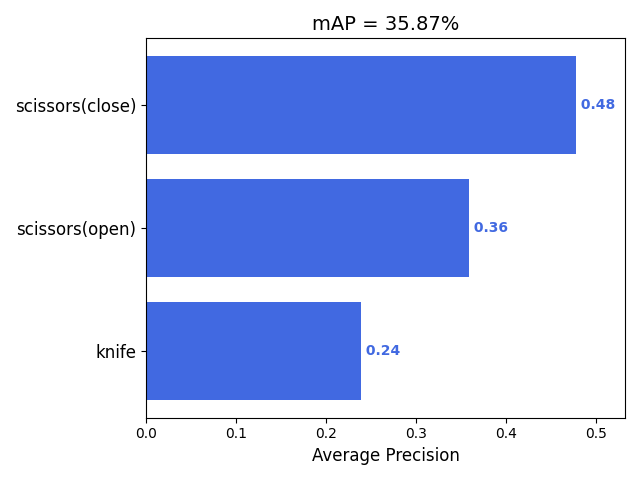 mAP = 35.87%
scissors(close)
0.48
scissors(open)
0.36
knife
0.24
0.0 0.1 0.2 0.3 0.4 0.5
Average Precision